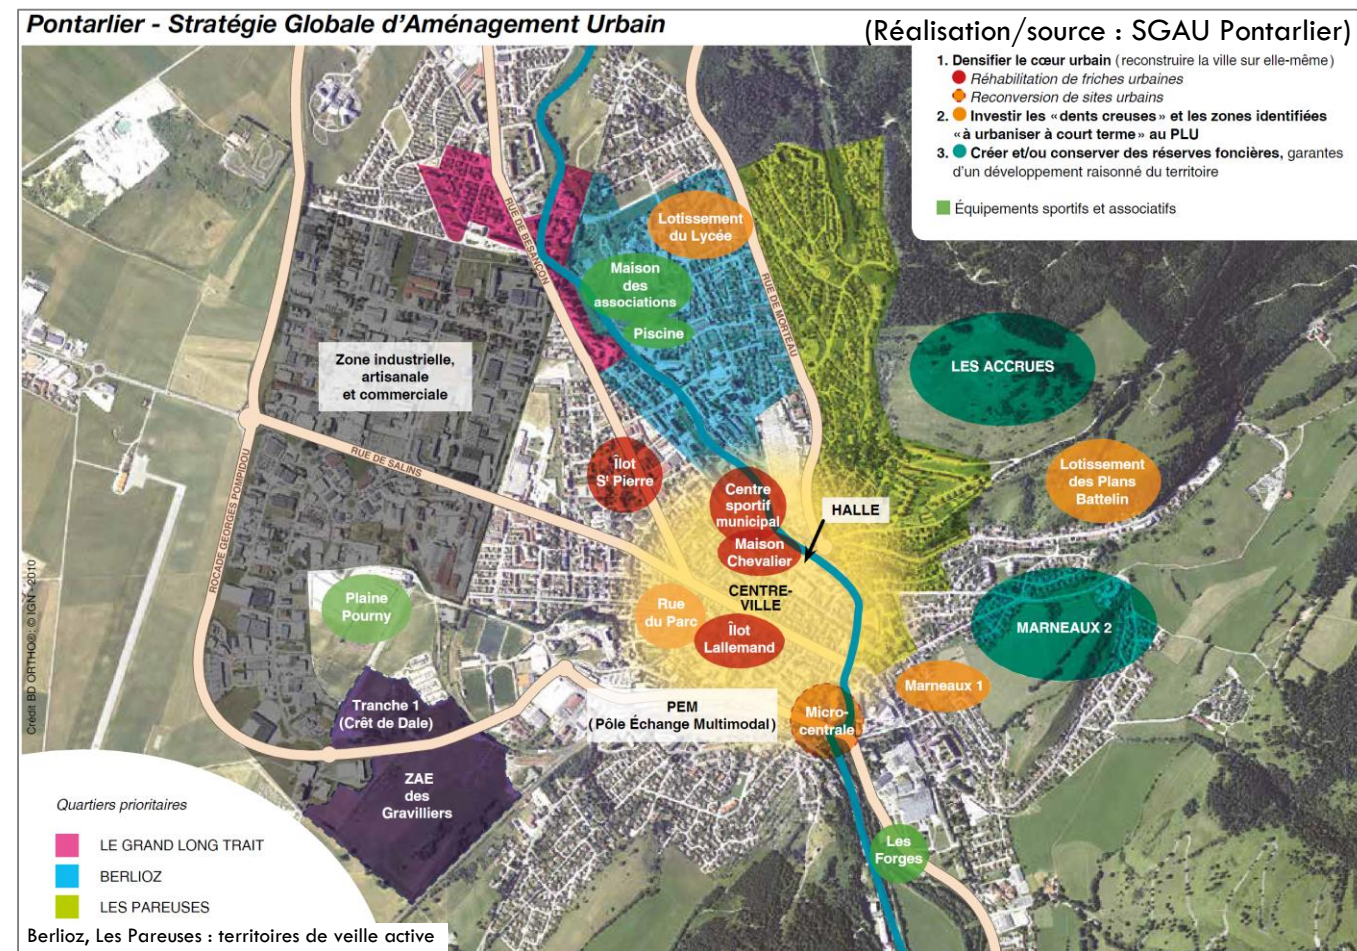 Pontarlier - Stratégie Globale d'Aménagement Urbain
(Réalisation/source : SGAU Pontarlier)
1. Densifier le cœur urbain (reconstruire la ville sur elle-même)
Réhabilitation de friches urbaines
Reconversion de sites urbains
2. Investir les «dents creuses» et les zones identifiées
«à urbaniser à court terme» au PLU
3. Créer et/ou conserver des réserves foncières, garantes
d'un développement raisonné du territoire
Équipements sportifs et associatifs
RUE DE BESANÇON
Lotissement
du Lycée
Maison
des
associations
Piscine
RUE DE MORTEAU
Zone industrielle,
artisanale
et commerciale
LES ACCRUES
RUE DE SALINS
Îlot
St Pierre
Centre
sportif
municipal
HALLE
Lotissement
des Plans
Battelin
Maison
Chevalier
ROCADE GEORGES POMPIDOU
CENTRE-
VILLE
Plaine
Pourny
Rue
du Parc
Îlot
Lallemand
MARNEAUX 2
Marneaux 1
Tranche 1
(Crêt de Dale)
PEM
(Pôle Échange Multimodal)
Micro-
centrale
ZAE
des
Gravilliers
Les
Forges
Crédit BD ORTHO®: © IGN - 2010
Quartiers prioritaires
LE GRAND LONG TRAIT
BERLIOZ
LES PAREUSES
Berlioz, Les Pareuses : territoires de veille active